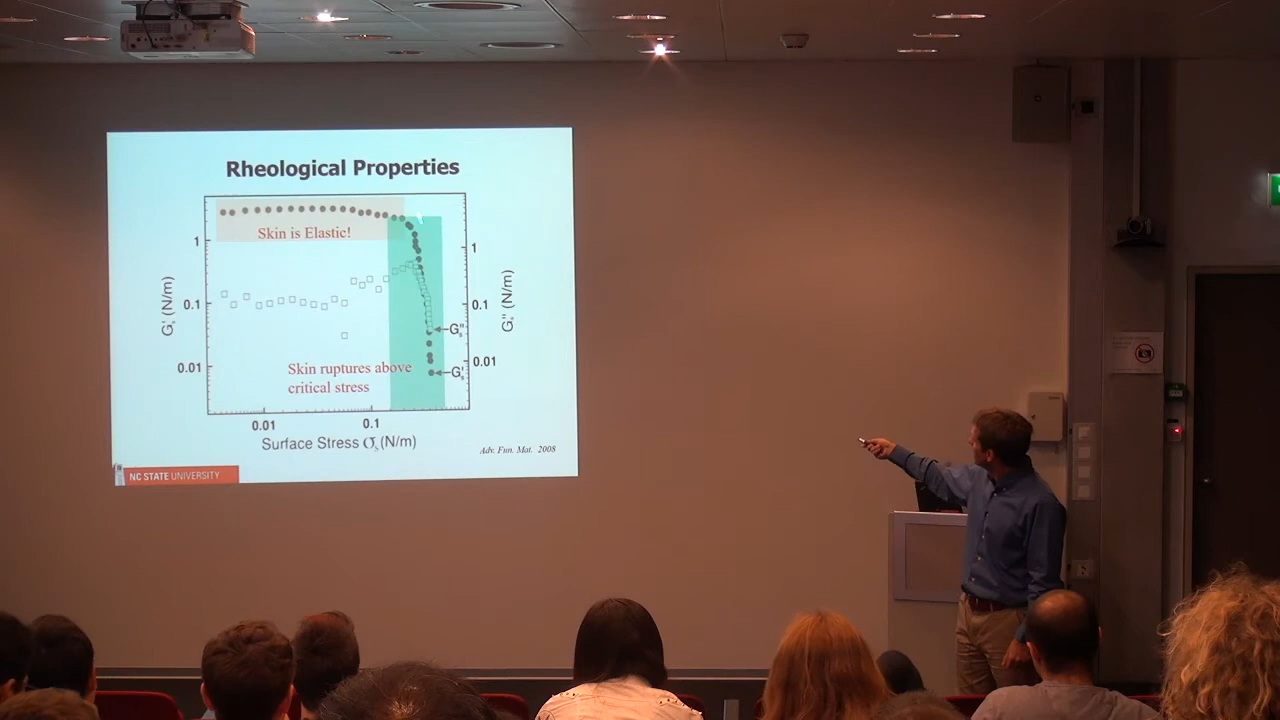 Rheological Properties
Skin is Elastic!
1
1
G's (N/m)
0.1
0.1
G"s (N/m)
G"s
Skin ruptures above
critical stress
0.01
0.01
G's
0.01
0.1
Surface Stress σs (N/m)
Adv. Fun. Mat. 2008
NC STATE UNIVERSITY